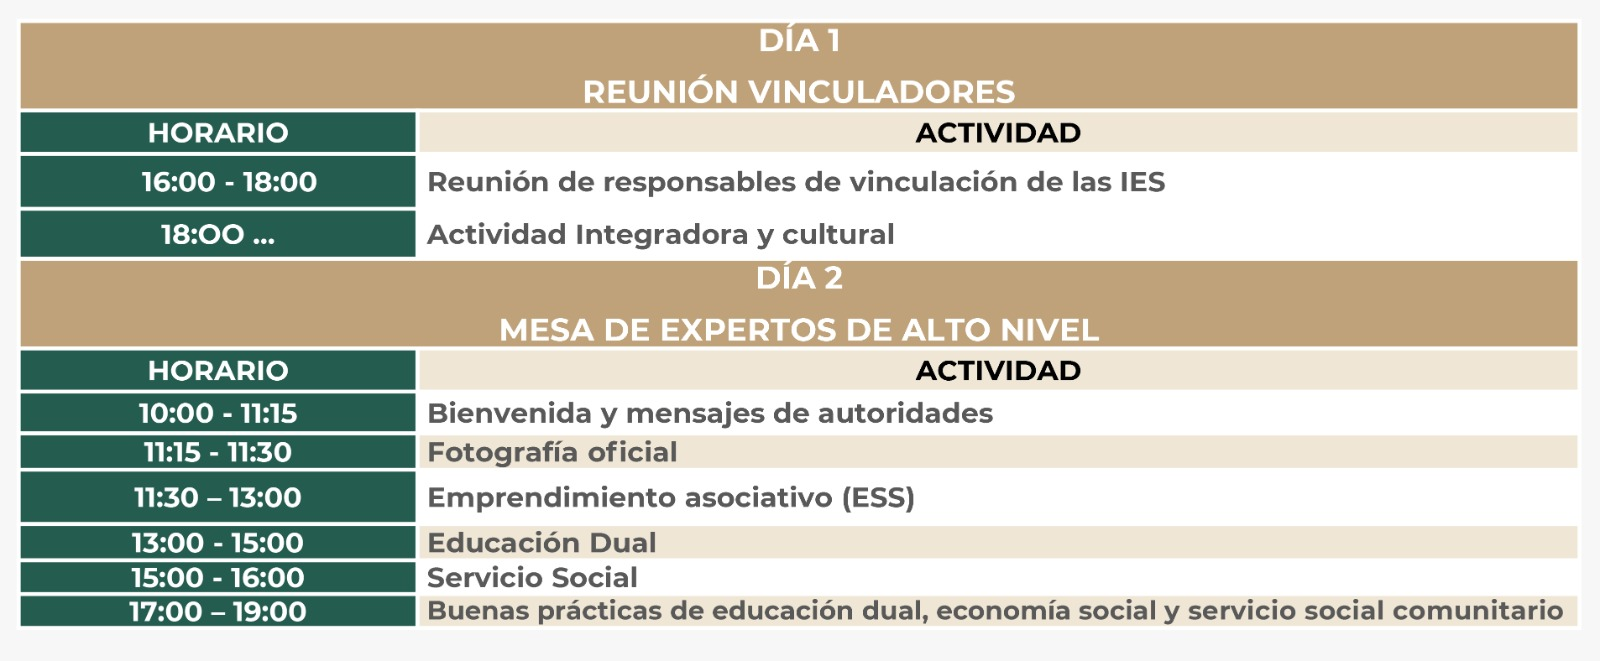 DÍA 1
REUNIÓN VINCULADORES
HORARIO ACTIVIDAD
16:00 - 18:00 Reunión de responsables de vinculación de las IES
18:OO ... Actividad Integradora y cultural
DÍA 2
MESA DE EXPERTOS DE ALTO NIVEL
HORARIO ACTIVIDAD
10:00 - 11:15 Bienvenida y mensajes de autoridades
11:15 - 11:30 Fotografía oficial
11:30 – 13:00 Emprendimiento asociativo (ESS)
13:00 - 15:00 Educación Dual
15:00 - 16:00 Servicio Social
17:00 – 19:00 Buenas prácticas de educación dual, economía social y servicio social comunitario